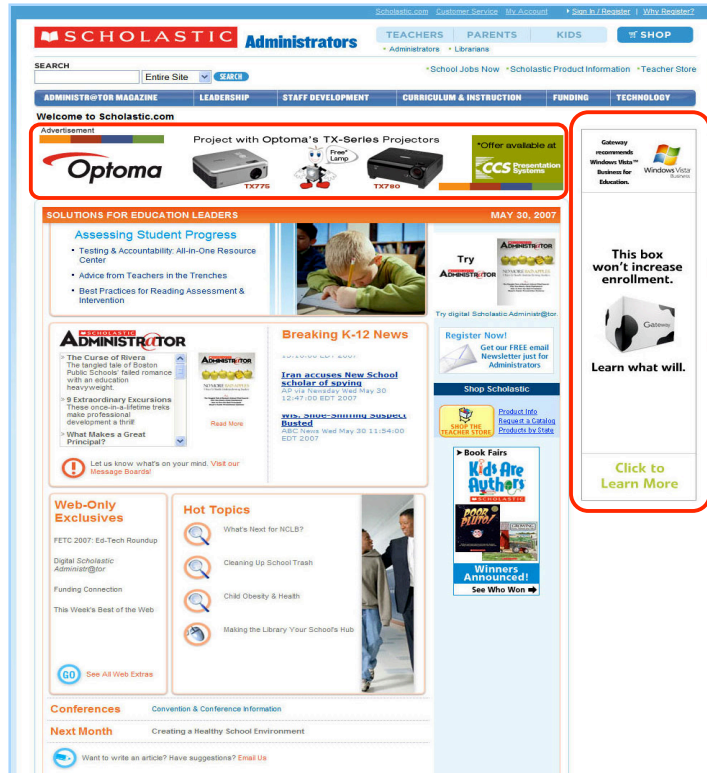 Scholastic.com Customer Service My Account Sign In / Register | Why Register?
SCHOLASTIC Administrators
TEACHERS PARENTS KIDS SHOP
• Administrators • Librarians
SEARCH
Entire Site SEARCH
•School Jobs Now •Scholastic Product Information •Teacher Store
ADMINISTR@TOR MAGAZINE LEADERSHIP STAFF DEVELOPMENT CURRICULUM & INSTRUCTION FUNDING TECHNOLOGY
Welcome to Scholastic.com
Advertisement
Optoma
Project with Optoma's TX-Series Projectors
Free*
Lamp
TX775
TX780
*Offer available at
CCS Presentation
Systems
Gateway
recommends
Windows Vista™
Business for
Education.
Windows Vista
Business
This box
won't increase
enrollment.
Gateway
Learn what will.
Click to
Learn More
SOLUTIONS FOR EDUCATION LEADERS MAY 30, 2007
Assessing Student Progress
• Testing & Accountability: All-in-One Resource
Center
• Advice from Teachers in the Trenches
• Best Practices for Reading Assessment &
Intervention
Try
ADMINISTR@TOR
ADMINISTR@TOR
Try digital Scholastic Administr@tor.
SCHOLASTIC
ADMINISTR@TOR
> The Curse of Rivera
The tangled tale of Boston
Public Schools' failed romance
with an education
heavyweight.
> 9 Extraordinary Excursions
These once-in-a-lifetime treks
make professional
development a thrill!
> What Makes a Great
Principal?
ADMINISTR@TOR
Read More
Breaking K-12 News
Iran accuses New School
scholar of spying
AP via Newsday Wed May 30
12:47:00 EDT 2007
Wis. Shoe-Sniffing Suspect
Busted
ABC News Wed May 30 11:54:00
EDT 2007
Let us know what's on your mind. Visit our
Message Boards!
Register Now!
Get our FREE email
Newsletter just for
Administrators
Shop Scholastic
SHOP THE
TEACHER STORE
Product Info
Request a Catalog
Products by State
Book Fairs
Kids Are
Authors
SCHOLASTIC
POOR
PLUTO!
Winners
Announced!
See Who Won
Web-Only
Exclusives
FETC 2007: Ed-Tech Roundup
Digital Scholastic
Administr@tor
Funding Connection
This Week's Best of the Web
GO See All Web Extras
Hot Topics
What's Next for NCLB?
Cleaning Up School Trash
Child Obesity & Health
Making the Library Your School's Hub
Conferences Convention & Conference Information
Next Month Creating a Healthy School Environment
Want to write an article? Have suggestions? Email Us